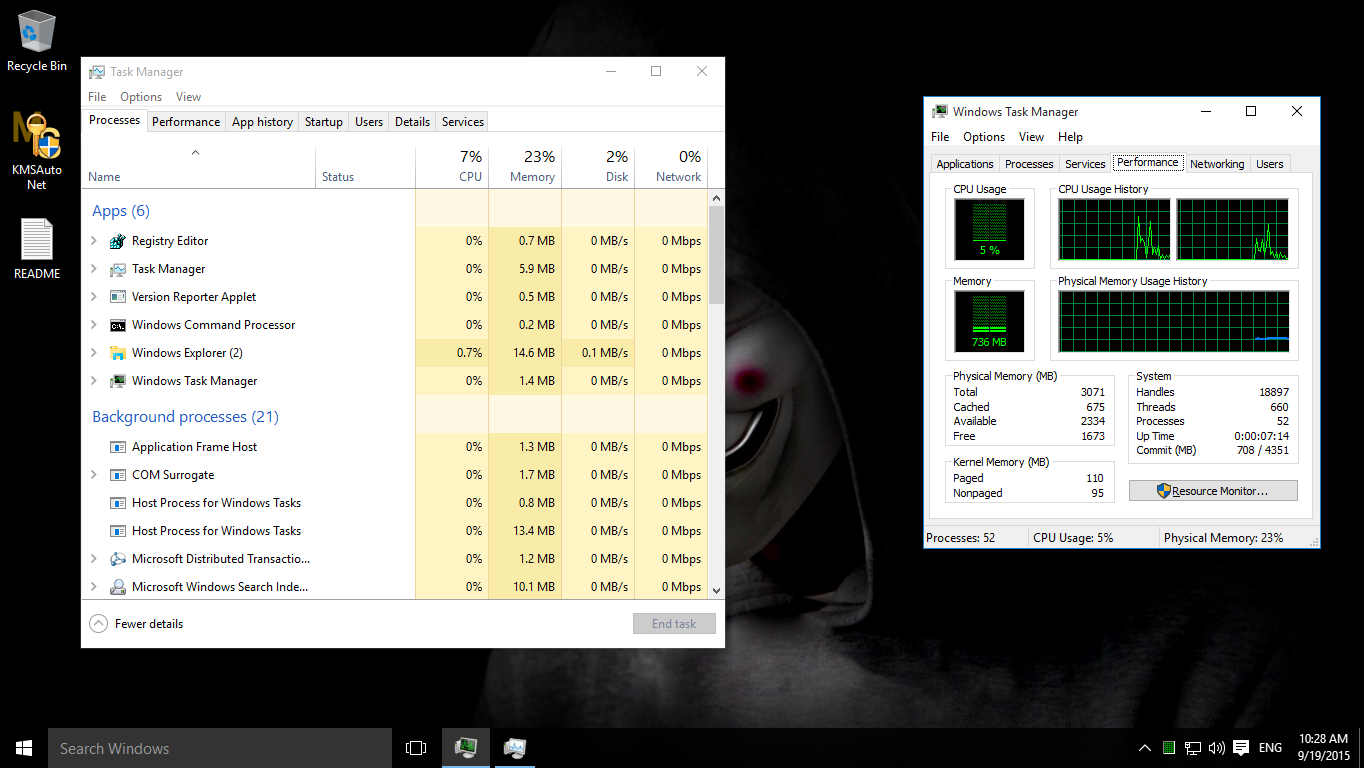 Recycle Bin
KMSAuto
Net
README
Task Manager
File Options View
Processes Performance App history Startup Users Details Services
7% 23% 2% 0%
Name Status CPU Memory Disk Network
Apps (6)
Registry Editor 0% 0.7 MB 0 MB/s 0 Mbps
Task Manager 0% 5.9 MB 0 MB/s 0 Mbps
Version Reporter Applet 0% 0.5 MB 0 MB/s 0 Mbps
Windows Command Processor 0% 0.2 MB 0 MB/s 0 Mbps
Windows Explorer (2) 0.7% 14.6 MB 0.1 MB/s 0 Mbps
Windows Task Manager 0% 1.4 MB 0 MB/s 0 Mbps
Background processes (21)
Application Frame Host 0% 1.3 MB 0 MB/s 0 Mbps
COM Surrogate 0% 1.7 MB 0 MB/s 0 Mbps
Host Process for Windows Tasks 0% 0.8 MB 0 MB/s 0 Mbps
Host Process for Windows Tasks 0% 13.4 MB 0 MB/s 0 Mbps
Microsoft Distributed Transactio... 0% 1.2 MB 0 MB/s 0 Mbps
Microsoft Windows Search Inde... 0% 10.1 MB 0 MB/s 0 Mbps
Fewer details End task
Windows Task Manager
File Options View Help
Applications Processes Services Performance Networking Users
CPU Usage CPU Usage History
5 %
Memory Physical Memory Usage History
736 MB
Physical Memory (MB)
Total 3071
Cached 675
Available 2334
Free 1673
Kernel Memory (MB)
Paged 110
Nonpaged 95
System
Handles 18897
Threads 660
Processes 52
Up Time 0:00:07:14
Commit (MB) 708 / 4351
Resource Monitor...
Processes: 52 CPU Usage: 5% Physical Memory: 23%
Search Windows
ENG
10:28 AM
9/19/2015